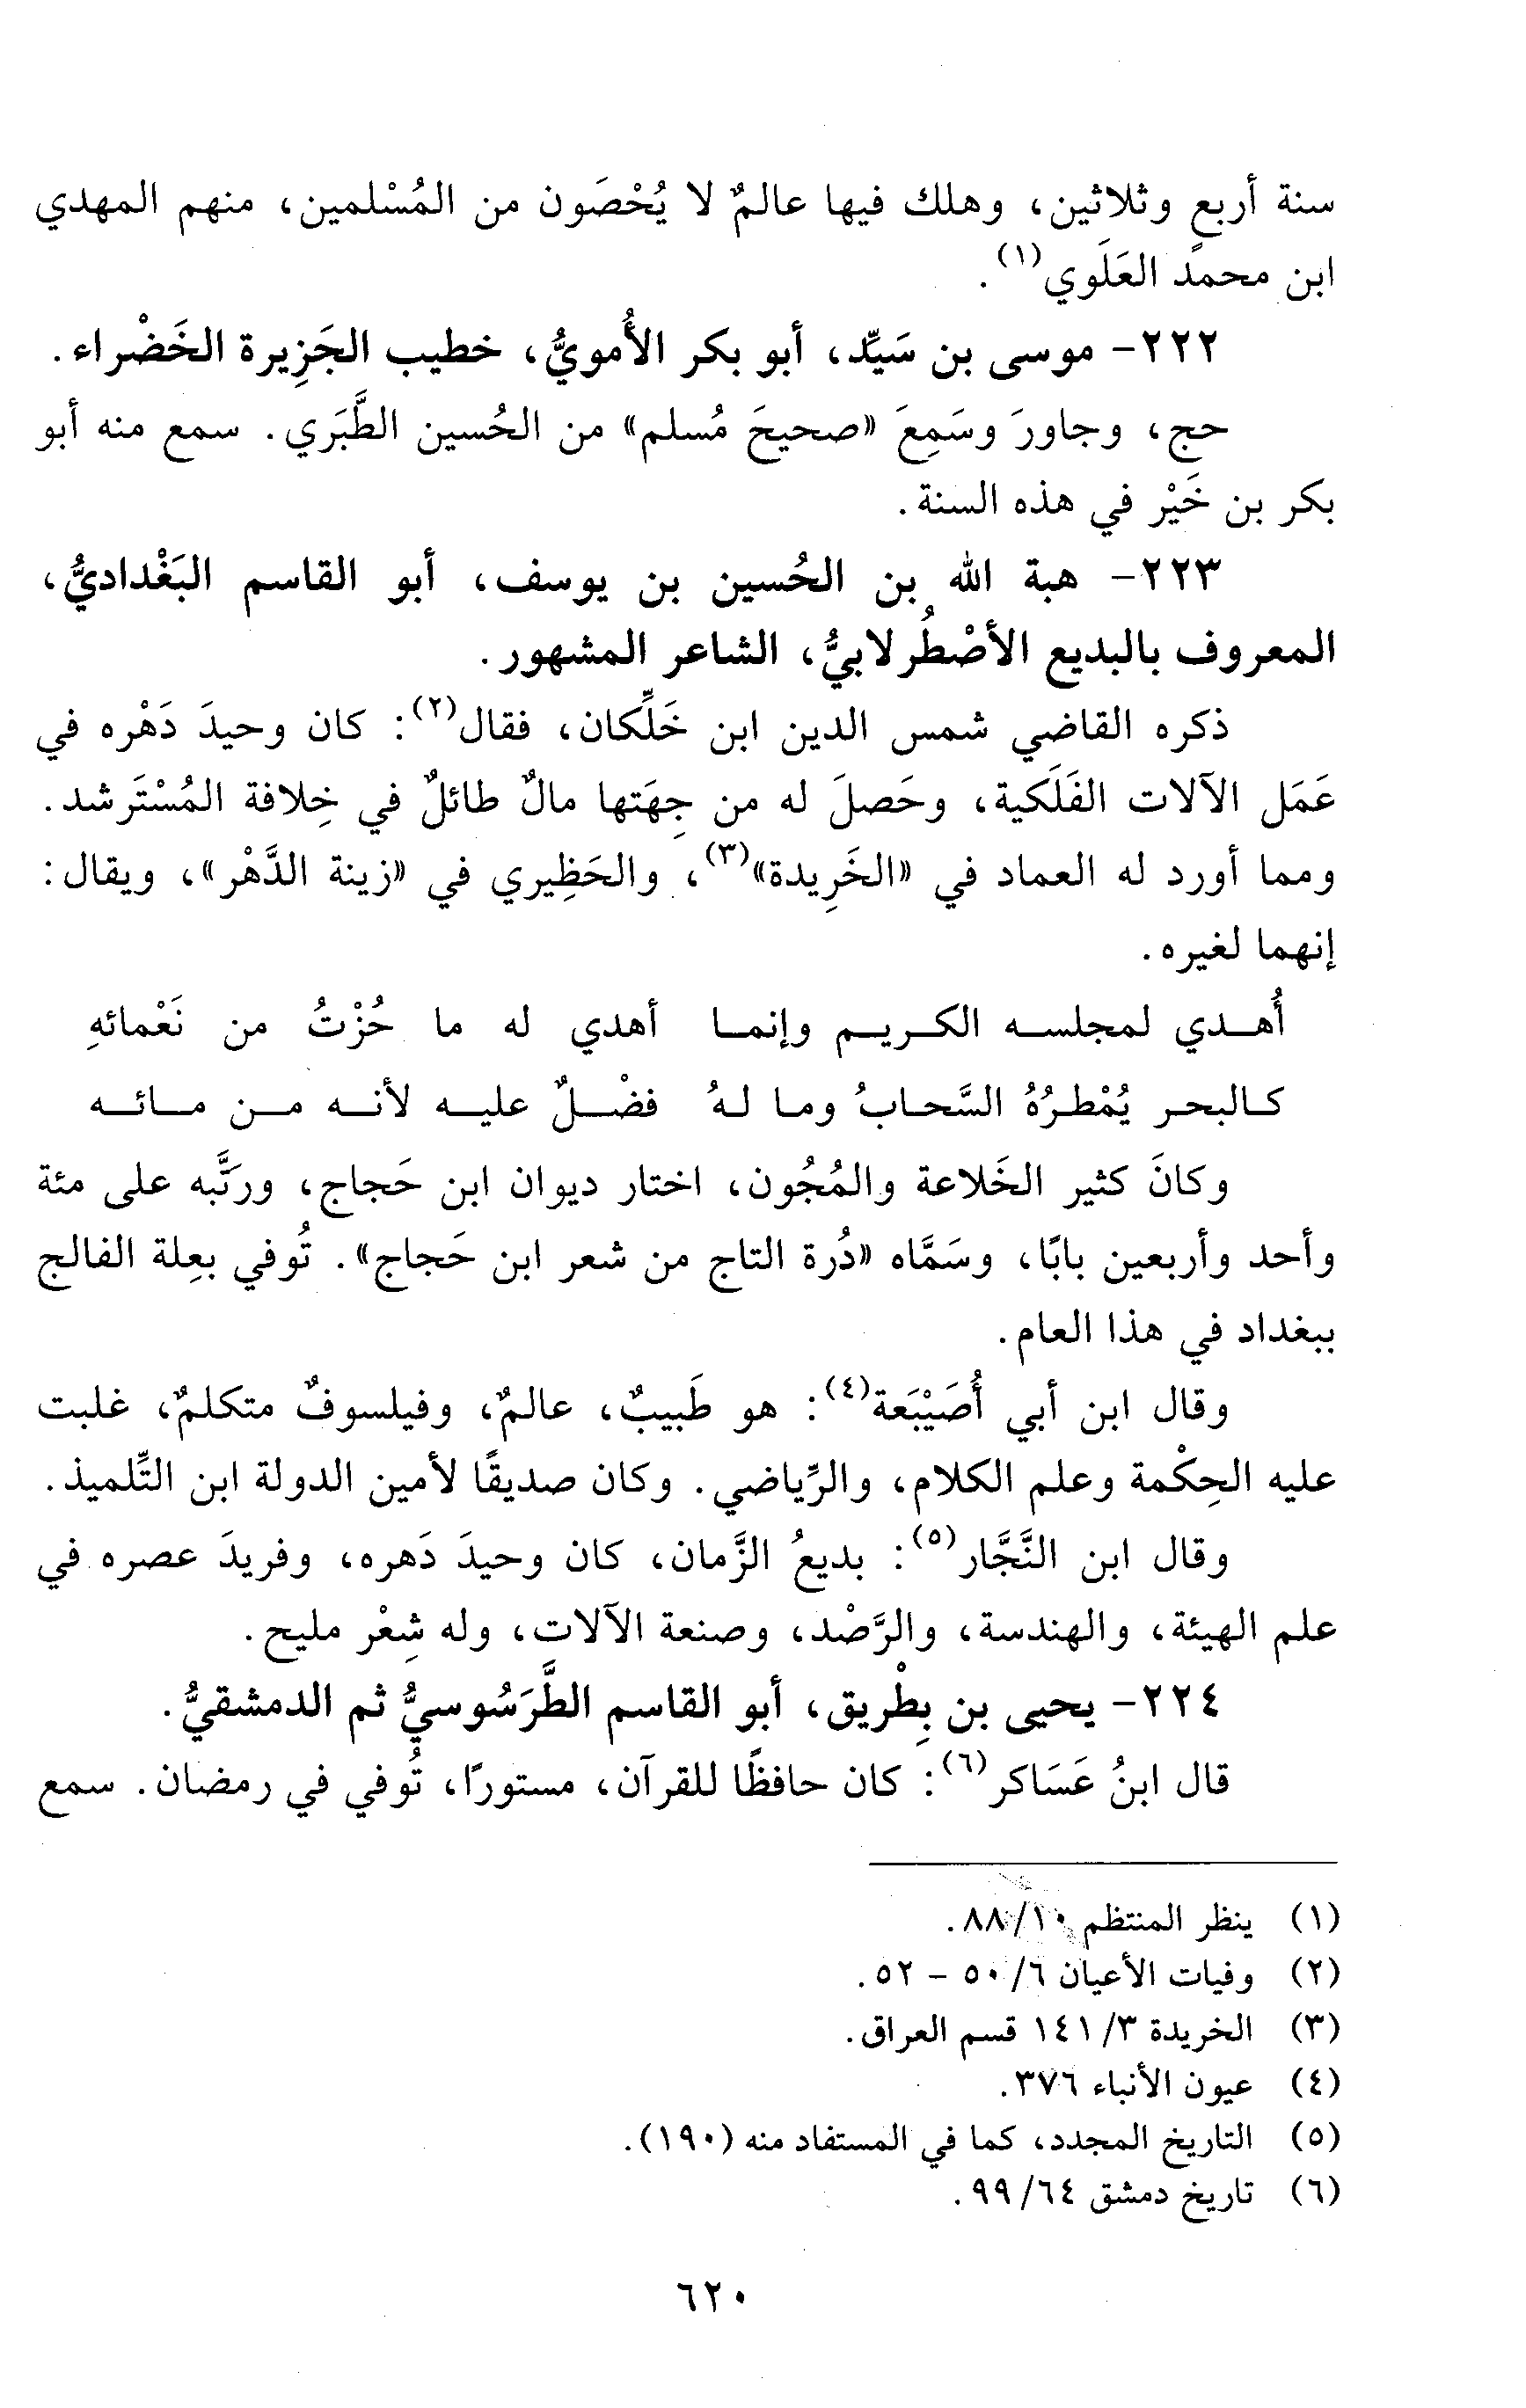 سنة أربعٍ وثلاثين، وهلك فيها عالمٌ لا يُحْصَون من المُسْلمين، منهم المهدي
ابن محمد العَلَوي(١).
٢٢٢- موسى بن سَيِّد، أبو بكر الأُمويُّ، خطيب الجَزِيرة الخَضْراء.
حج، وجاورَ وسَمِعَ «صحيحَ مُسلم» من الحُسين الطَّبَري. سمع منه أبو
بكر بن خَيْر في هذه السنة.
٢٢٣- هبة الله بن الحُسين بن يوسف، أبو القاسم البَغْداديُّ،
المعروف بالبديع الأصْطُرلابيُّ، الشاعر المشهور.
ذكره القاضي شمس الدين ابن خَلِّكان، فقال(٢): كان وحيدَ دَهْره في
عَمَل الآلات الفَلَكية، وحَصلَ له من جِهَتها مالٌ طائلٌ في خِلافة المُسْتَرشد.
ومما أورد له العماد في «الخَرِيدة»(٣)، والحَظِيري في «زينة الدَّهْر»، ويقال:
إنهما لغيره.
أُهـدي لمجلسـه الكـريـم وإنمـا أهدي له ما حُزْتُ من نَعْمائهِ
كـالبحـر يُمْطـرُهُ السَّحـابُ ومـا لـهُ فضْـلٌ عليـه لأنـه مـن مـائـه
وكانَ كثير الخَلاعة والمُجُون، اختار ديوان ابن حَجاج، ورَتَّبه على مئة
وأحد وأربعين بابًا، وسَمَّاه «دُرة التاج من شعر ابن حَجاج». تُوفي بعِلة الفالج
ببغداد في هذا العام.
وقال ابن أبي أُصَيْبَعة(٤): هو طَبيبٌ، عالمٌ، وفيلسوفٌ متكلمٌ، غلبت
عليه الحِكْمة وعلم الكلام، والرِّياضي. وكان صديقًا لأمين الدولة ابن التِّلميذ.
وقال ابن النَّجَّار(٥): بديعُ الزَّمان، كان وحيدَ دَهره، وفريدَ عصره في
علم الهيئة، والهندسة، والرَّصْد، وصنعة الآلات، وله شِعْر مليح.
٢٢٤- يحيى بن بِطْريق، أبو القاسم الطَّرَسُوسيُّ ثم الدمشقيُّ.
قال ابنُ عَسَاكر(٦): كان حافظًا للقرآن، مستورًا، تُوفي في رمضان. سمع
(١) ينظر المنتظم ١٠/ ٨٨.
(٢) وفيات الأعيان ٦/ ٥٠ – ٥٢.
(٣) الخريدة ٣/ ١٤١ قسم العراق.
(٤) عيون الأنباء ٣٧٦.
(٥) التاريخ المجدد، كما في المستفاد منه (١٩٠).
(٦) تاريخ دمشق ٦٤/ ٩٩.
٦٢٠